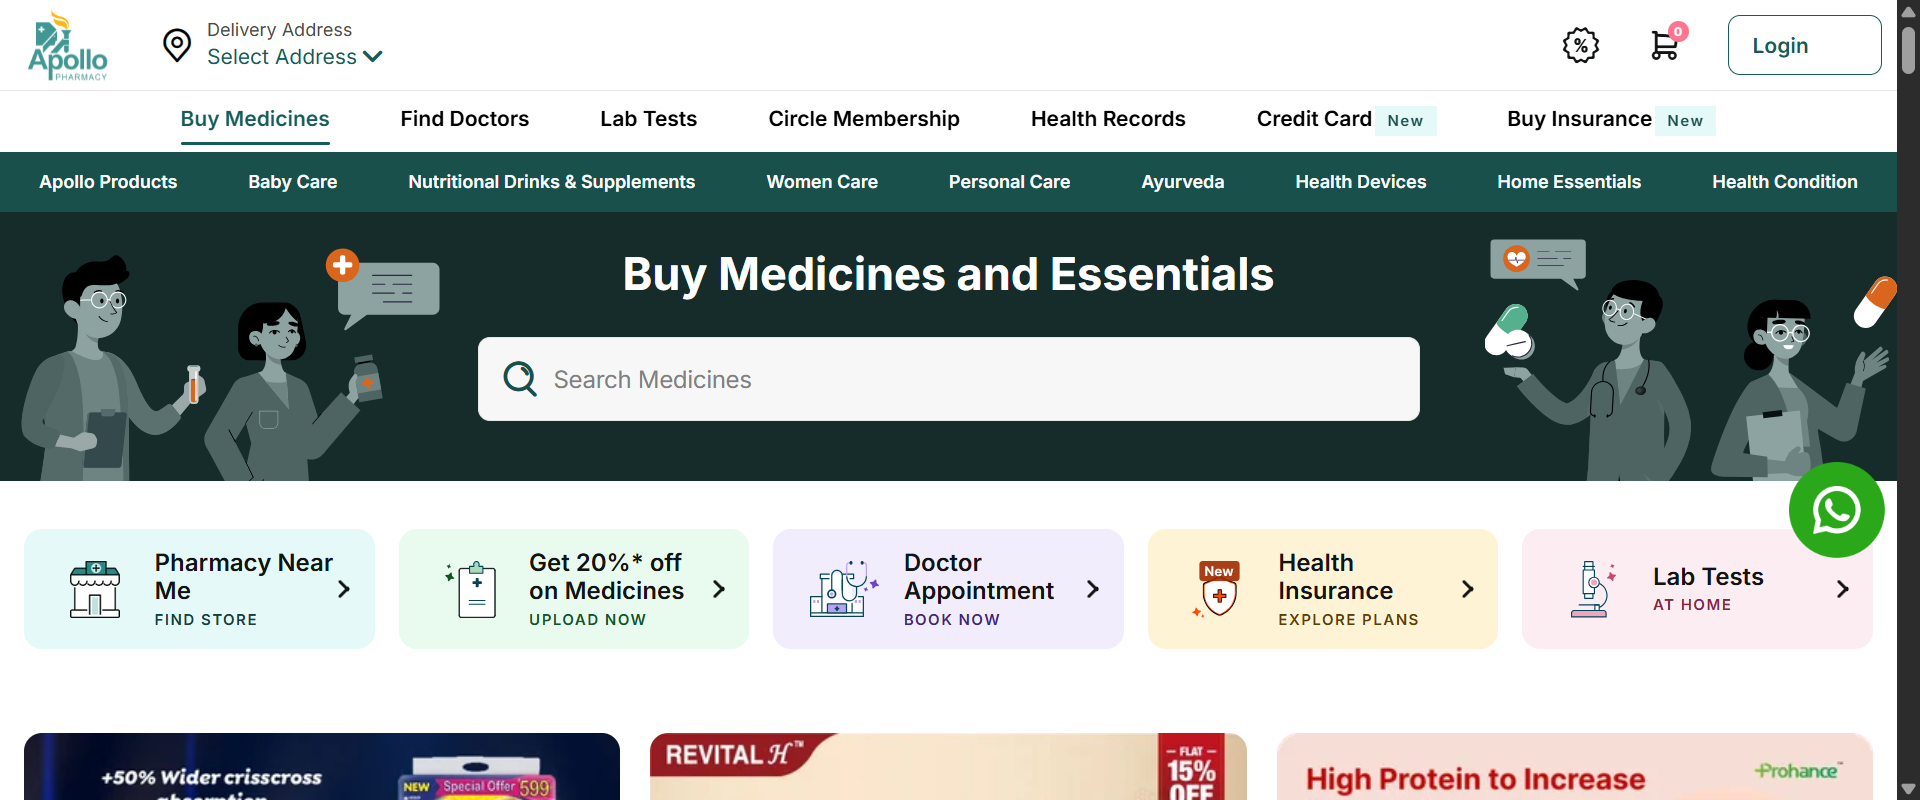 Apollo
PHARMACY
Delivery Address
Select Address
%
0
Login
Buy Medicines
Find Doctors
Lab Tests
Circle Membership
Health Records
Credit Card New
Buy Insurance New
Apollo Products
Baby Care
Nutritional Drinks & Supplements
Women Care
Personal Care
Ayurveda
Health Devices
Home Essentials
Health Condition
Buy Medicines and Essentials
Search Medicines
Pharmacy Near
Me
FIND STORE
Get 20%* off
on Medicines
UPLOAD NOW
Doctor
Appointment
BOOK NOW
New
Health
Insurance
EXPLORE PLANS
Lab Tests
AT HOME
+50% Wider crisscross
absorption
NEW
Special Offer 599
REVITAL H™
FLAT
15%
OFF
High Protein to Increase
Prohance™